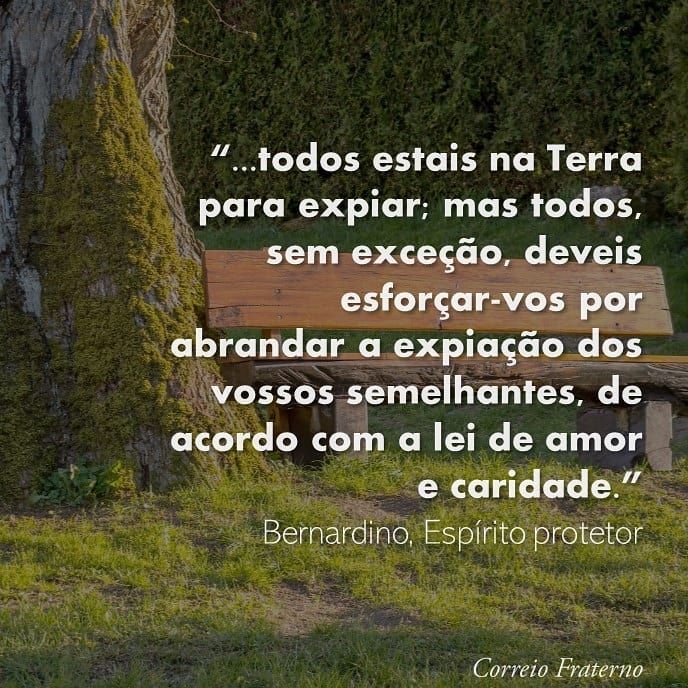 “...todos estais na Terra
para expiar; mas todos,
sem exceção, deveis
esforçar-vos por
abrandar a expiação dos
vossos semelhantes, de
acordo com a lei de amor
e caridade.”
Bernardino, Espírito protetor
Correio Fraterno